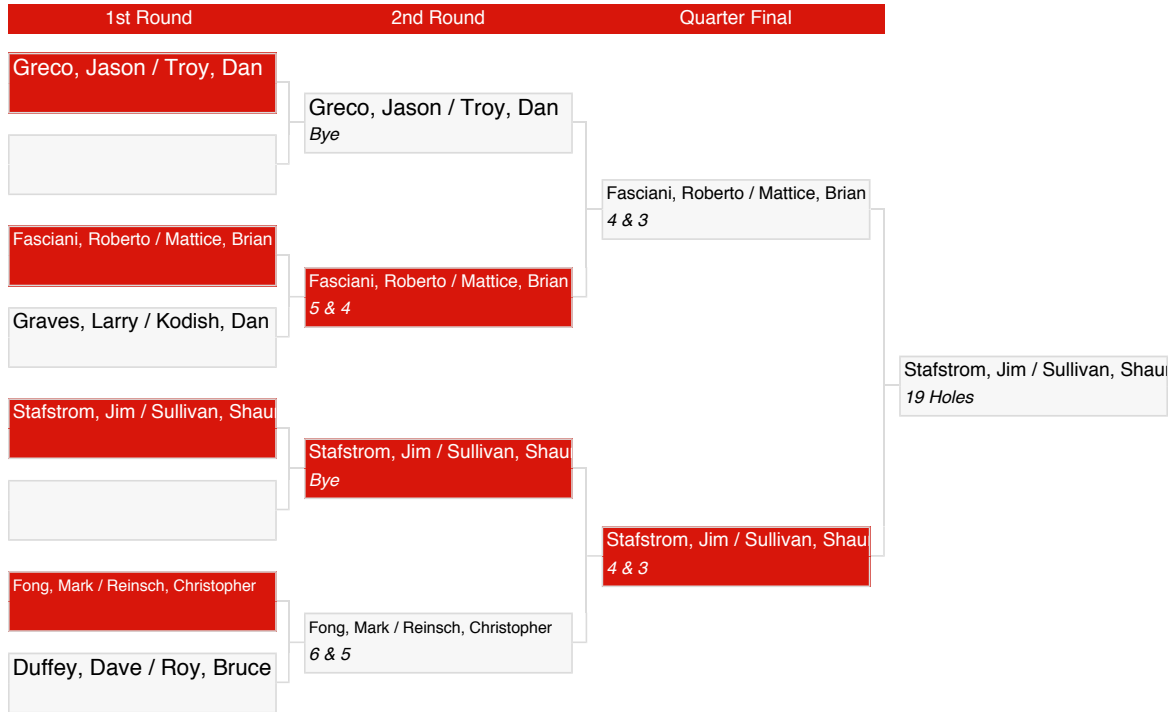 1st Round
2nd Round
Quarter Final
Greco, Jason / Troy, Dan
Greco, Jason / Troy, Dan
Bye
Fasciani, Roberto / Mattice, Brian
4 & 3
Fasciani, Roberto / Mattice, Brian
Fasciani, Roberto / Mattice, Brian
5 & 4
Graves, Larry / Kodish, Dan
Stafstrom, Jim / Sullivan, Shau
19 Holes
Stafstrom, Jim / Sullivan, Shau
Stafstrom, Jim / Sullivan, Shau
Bye
Stafstrom, Jim / Sullivan, Shau
4 & 3
Fong, Mark / Reinsch, Christopher
Fong, Mark / Reinsch, Christopher
6 & 5
Duffey, Dave / Roy, Bruce